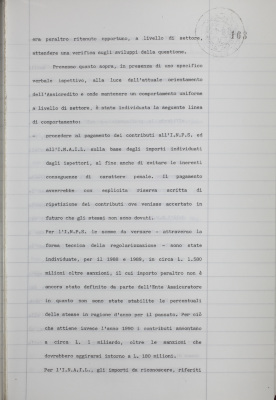 163
era peraltro ritenuto opportuno, a livello di settore,
attendere una verifica sugli sviluppi della questione.
Premesso quanto sopra, in presenza di uno specifico
verbale ispettivo, alla luce dell'attuale orientamento
dell'Assicredito e onde mantenere un comportamento uniforme
a livello di settore, è stata individuata la seguente linea
di comportamento:
- procedere al pagamento dei contributi all'I.N.P.S. ed
all'I.N.A.I.L. sulla base degli importi individuati
dagli ispettori, al fine anche di evitare le inerenti
conseguenze di carattere penale. Il pagamento
avverrebbe con esplicita riserva scritta di
ripetizione dei contributi ove venisse accertato in
futuro che gli stessi non sono dovuti.
Per l'I.N.P.S. le somme da versare - attraverso la
forma tecnica della regolarizzazione - sono state
individuate, per il 1988 e 1989, in circa L. 1.280
milioni oltre sanzioni, il cui importo paraltro non è
ancora stato definito da parte dell'Ente Assicuratore
in quanto non sono state stabilite le percentuali
delle stesse in ragione d'anno per il passato. Per ciò
che attiene invece l'anno 1990 i contributi ammontano
a circa L. 1 miliardo, oltre le sanzioni che
dovrebbero aggirarsi intorno a L. 180 milioni.
Per l'I.N.A.I.L., gli importi da riconoscere, riferiti